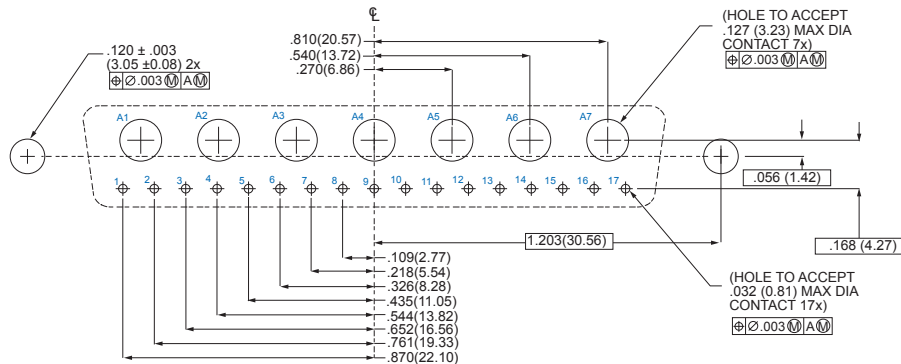 ℄
.810(20.57)
.540(13.72)
.270(6.86)
.120 ± .003
(3.05 ±0.08) 2x
⌖ Ø.003 Ⓜ A Ⓜ
(HOLE TO ACCEPT
.127 (3.23) MAX DIA
CONTACT 7x)
⌖ Ø.003 Ⓜ A Ⓜ
A1 A2 A3 A4 A5 A6 A7
1 2 3 4 5 6 7 8 9 10 11 12 13 14 15 16 17
.056 (1.42)
1.203(30.56)
.168 (4.27)
.109(2.77)
.218(5.54)
.326(8.28)
.435(11.05)
.544(13.82)
.652(16.56)
.761(19.33)
.870(22.10)
(HOLE TO ACCEPT
.032 (0.81) MAX DIA
CONTACT 17x)
⌖ Ø.003 Ⓜ A Ⓜ